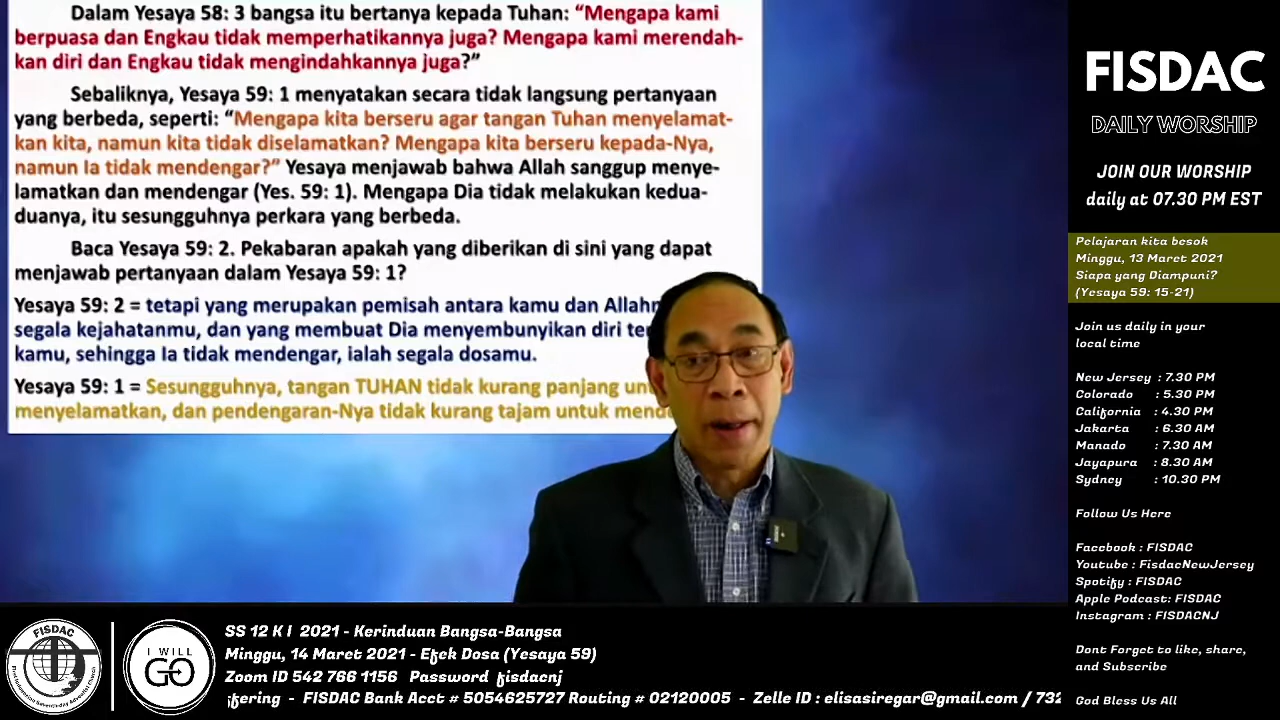 Dalam Yesaya 58: 3 bangsa itu bertanya kepada Tuhan: “Mengapa kami
berpuasa dan Engkau tidak memperhatikannya juga? Mengapa kami merendah-
kan diri dan Engkau tidak mengindahkannya juga?”
Sebaliknya, Yesaya 59: 1 menyatakan secara tidak langsung pertanyaan
yang berbeda, seperti: “Mengapa kita berseru agar tangan Tuhan menyelamat-
kan kita, namun kita tidak diselamatkan? Mengapa kita berseru kepada-Nya,
namun Ia tidak mendengar?” Yesaya menjawab bahwa Allah sanggup menye-
lamatkan dan mendengar (Yes. 59: 1). Mengapa Dia tidak melakukan kedua-
duanya, itu sesungguhnya perkara yang berbeda.
Baca Yesaya 59: 2. Pekabaran apakah yang diberikan di sini yang dapat
menjawab pertanyaan dalam Yesaya 59: 1?
Yesaya 59: 2 = tetapi yang merupakan pemisah antara kamu dan
segala kejahatanmu, dan yang membuat Dia menyembunyikan diri
kamu, sehingga Ia tidak mendengar, ialah segala dosamu.
Yesaya 59: 1 = Sesungguhnya, tangan TUHAN tidak kurang panjang
menyelamatkan, dan pendengaran-Nya tidak kurang tajam untuk
FISDAC
DAILY WORSHIP
JOIN OUR WORSHIP
daily at 07.30 PM EST
Pelajaran kita besok
Minggu, 13 Maret 2021
Siapa yang Diampuni?
(Yesaya 59: 15-21)
Join us daily in your
local time
New Jersey : 7.30 PM
Colorado : 5.30 PM
California : 4.30 PM
Jakarta : 6.30 AM
Manado : 7.30 AM
Jayapura : 8.30 AM
Sydney : 10.30 PM
Follow Us Here
Facebook : FISDAC
Youtube : FisdacNewJersey
Spotify : FISDAC
Apple Podcast: FISDAC
Instagram : FISDACNJ
Dont Forget to like, share,
and Subscribe
God Bless Us All
FISDAC
I WILL
GO
SS 12 K I 2021 - Kerinduan Bangsa-Bangsa
Minggu, 14 Maret 2021 - Efek Dosa (Yesaya 59)
Zoom ID 542 766 1156 Password fisdacnj
- FISDAC Bank Acct # 5054625727 Routing # 02120005 - Zelle ID : elisasiregar@gmail.com / 732